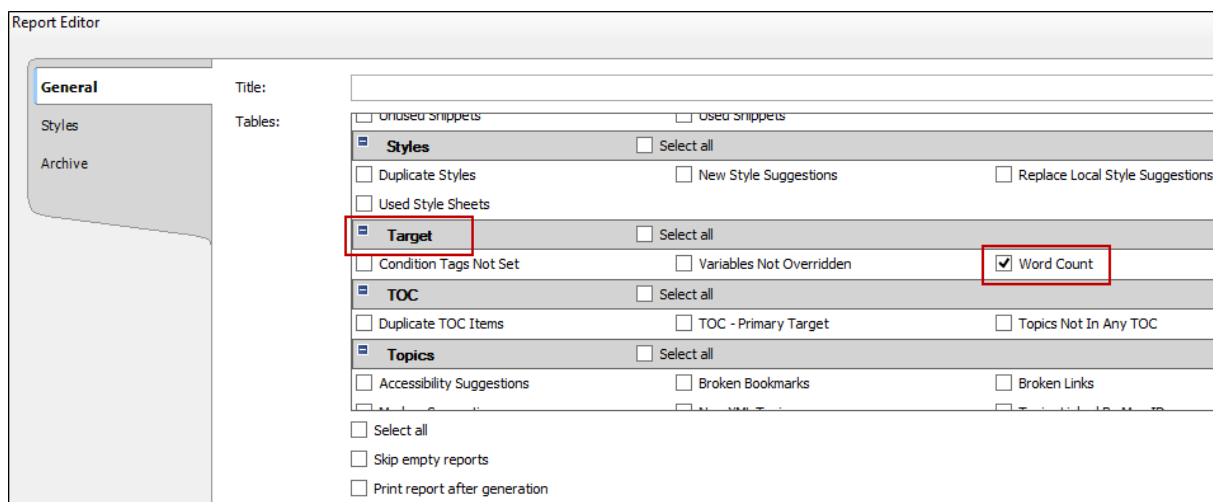 Report Editor
General
Title:
Styles
Tables:
Archive
Unused Snippets Used Snippets
Styles Select all
Duplicate Styles New Style Suggestions Replace Local Style Suggestions
Used Style Sheets
Target Select all
Condition Tags Not Set Variables Not Overridden Word Count
TOC Select all
Duplicate TOC Items TOC - Primary Target Topics Not In Any TOC
Topics Select all
Accessibility Suggestions Broken Bookmarks Broken Links
Select all
Skip empty reports
Print report after generation